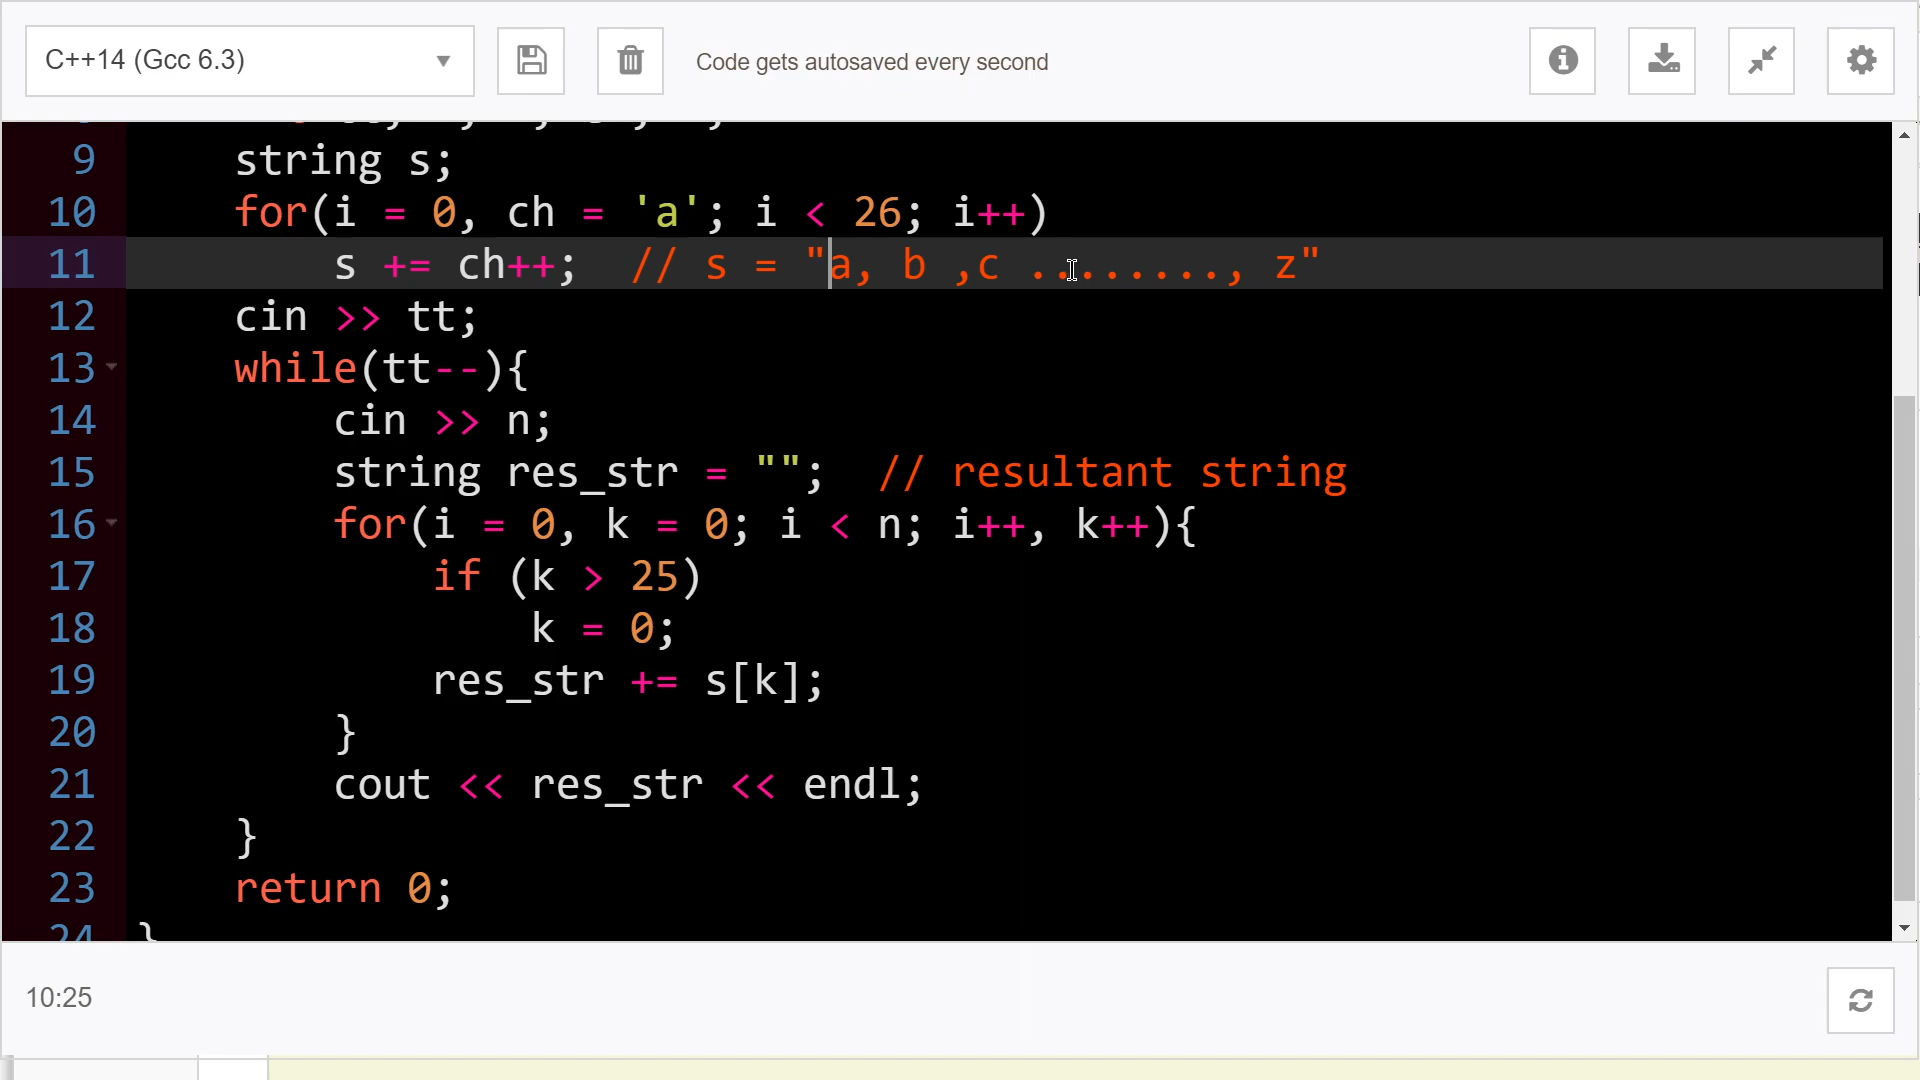 C++14 (Gcc 6.3)
Code gets autosaved every second
9 string s;
10 for(i = 0, ch = 'a'; i < 26; i++)
11 s += ch++; // s = "a, b ,c ........, z"
12 cin >> tt;
13 while(tt--){
14 cin >> n;
15 string res_str = ""; // resultant string
16 for(i = 0, k = 0; i < n; i++, k++){
17 if (k > 25)
18 k = 0;
19 res_str += s[k];
20 }
21 cout << res_str << endl;
22 }
23 return 0;
24 }
10:25